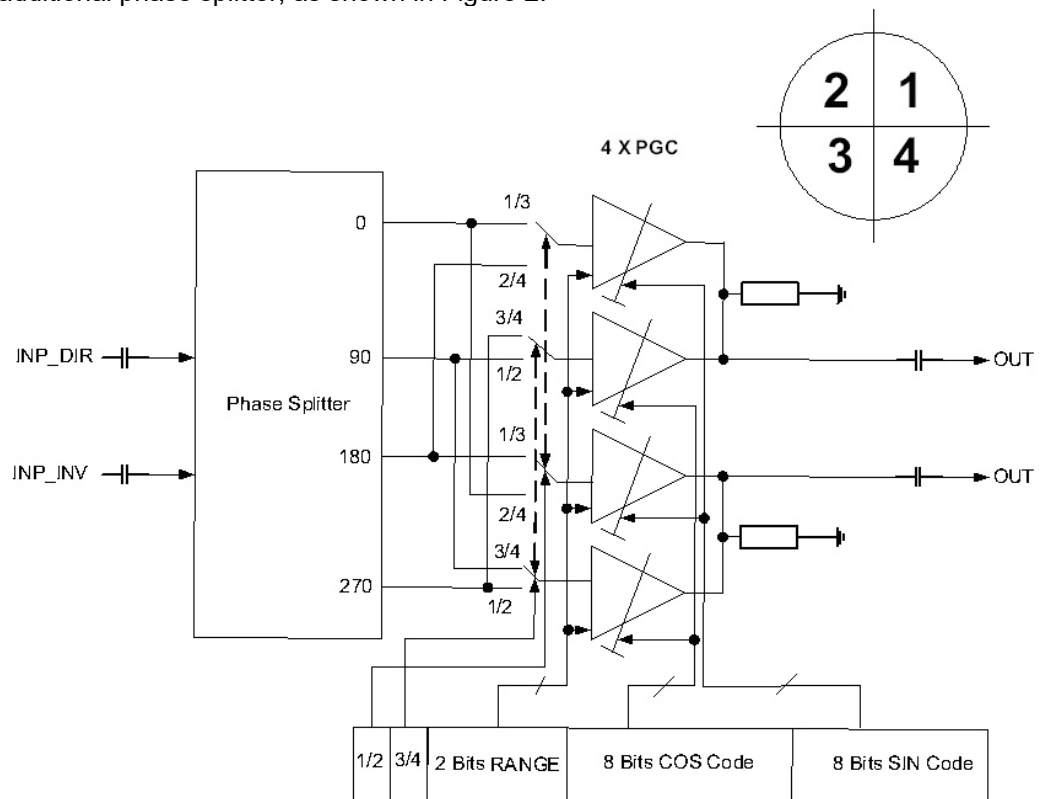 additional phase splitter, as shown in Figure 2.
2 1
3 4
4 X PGC
0
1/3
2/4
3/4
INP_DIR
90
1/2
OUT
Phase Splitter
1/3
180
INP_INV
OUT
2/4
3/4
270
1/2
1/2 3/4 2 Bits RANGE 8 Bits COS Code 8 Bits SIN Code